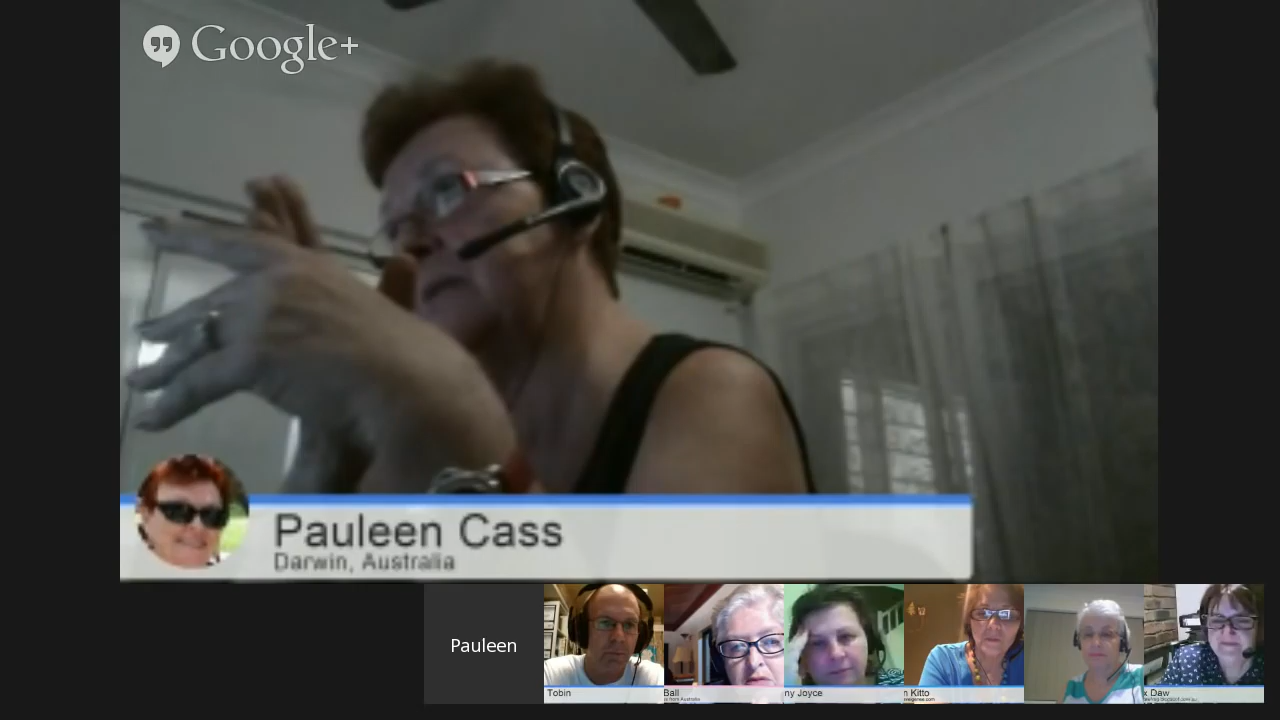 Google+
Pauleen Cass
Darwin, Australia
Pauleen
Tobin
Ball
ny Joyce
n Kitto
Daw